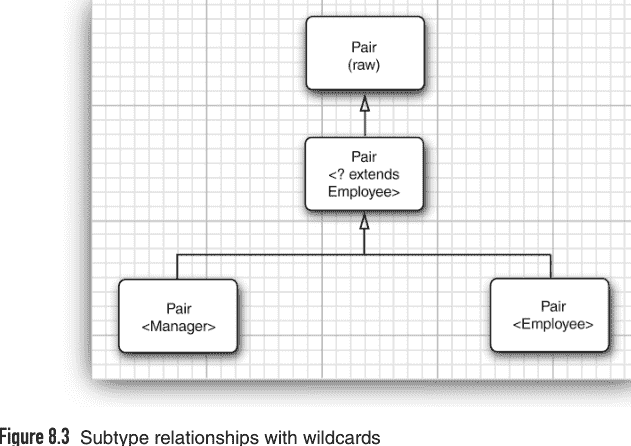 Pair
(raw)
Pair
<? extends
Employee>
Pair
<Manager>
Pair
<Employee>
Figure 8.3 Subtype relationships with wildcards